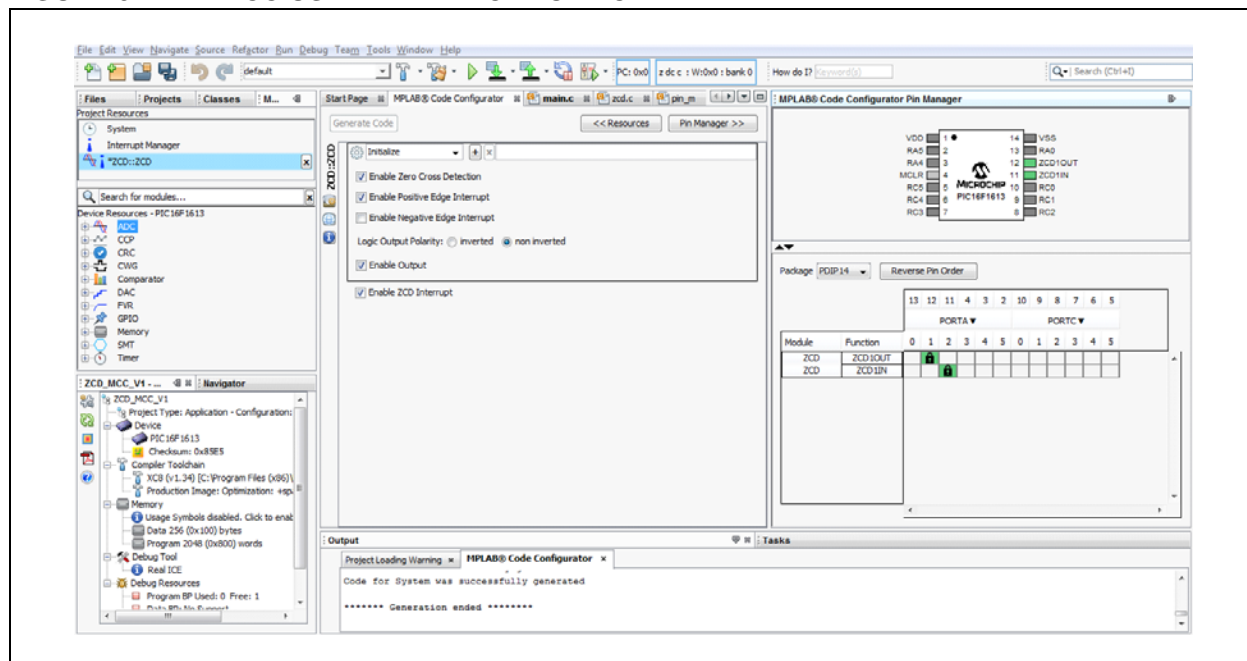 File Edit View Navigate Source Refactor Run Debug Team Tools Window Help
default
PC: 0x0
z dc c : W:0x0 : bank 0
How do I? Keyword(s)
Search (Ctrl+I)
Files Projects Classes M...
Project Resources
System
Interrupt Manager
*ZCD::ZCD
Search for modules...
Device Resources - PIC16F1613
ADC
CCP
CRC
CWG
Comparator
DAC
FVR
GPIO
Memory
SMT
Timer
ZCD_MCC_V1 - ... Navigator
ZCD_MCC_V1
Project Type: Application - Configuration:
Device
PIC16F1613
Checksum: 0x85E5
Compiler Toolchain
XC8 (v1.34) [C:\Program Files (x86)\
Production Image: Optimization: +sp
Memory
Usage Symbols disabled. Click to enab
Data 256 (0x100) bytes
Program 2048 (0x800) words
Debug Tool
Real ICE
Debug Resources
Program BP Used: 0 Free: 1
Data BP: No Support
Start Page MPLAB® Code Configurator main.c zcd.c pin_m
Generate Code << Resources Pin Manager >>
ZCD::ZCD
Initialize
Enable Zero Cross Detection
Enable Positive Edge Interrupt
Enable Negative Edge Interrupt
Logic Output Polarity: inverted non inverted
Enable Output
Enable ZCD Interrupt
MPLAB® Code Configurator Pin Manager
VDD 1 14 VSS
RA5 2 13 RA0
RA4 3 12 ZCD1OUT
MCLR 4 11 ZCD1IN
RC5 5 10 RC0
RC4 6 9 RC1
RC3 7 8 RC2
MICROCHIP
PIC16F1613
Package PDIP14 Reverse Pin Order
13 12 11 4 3 2 10 9 8 7 6 5
PORTA▼ PORTC▼
Module Function 0 1 2 3 4 5 0 1 2 3 4 5
ZCD ZCD1OUT
ZCD ZCD1IN
Output
Tasks
Project Loading Warning MPLAB® Code Configurator
Code for System was successfully generated
******* Generation ended ********